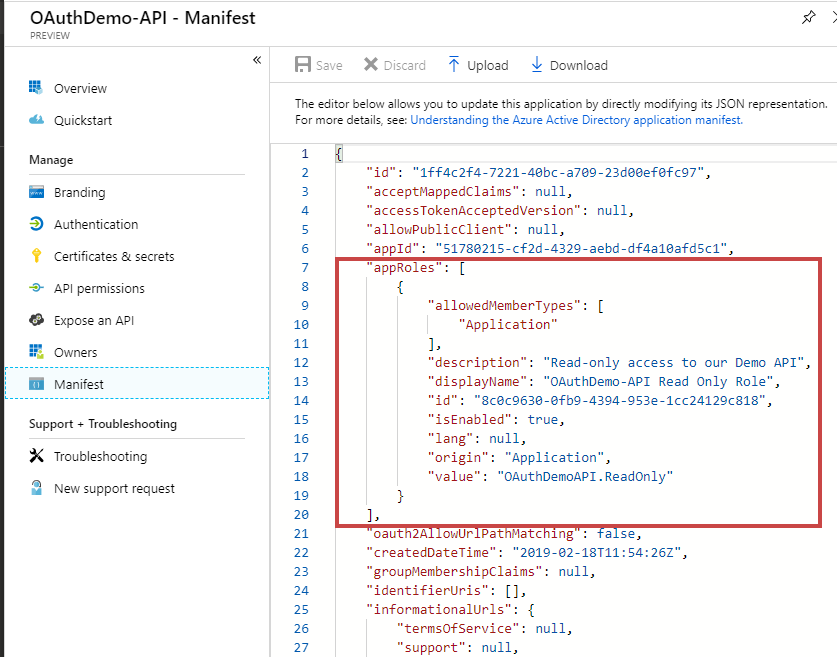 OAuthDemo-API - Manifest
PREVIEW
«
Overview
Quickstart
Manage
Branding
Authentication
Certificates & secrets
API permissions
Expose an API
Owners
Manifest
Support + Troubleshooting
Troubleshooting
New support request
Save Discard Upload Download
The editor below allows you to update this application by directly modifying its JSON representation.
For more details, see: Understanding the Azure Active Directory application manifest.
1 {
2 "id": "1ff4c2f4-7221-40bc-a709-23d00ef0fc97",
3 "acceptMappedClaims": null,
4 "accessTokenAcceptedVersion": null,
5 "allowPublicClient": null,
6 "appId": "51780215-cf2d-4329-aebd-df4a10afd5c1",
7 "appRoles": [
8 {
9 "allowedMemberTypes": [
10 "Application"
11 ],
12 "description": "Read-only access to our Demo API",
13 "displayName": "OAuthDemo-API Read Only Role",
14 "id": "8c0c9630-0fb9-4394-953e-1cc24129c818",
15 "isEnabled": true,
16 "lang": null,
17 "origin": "Application",
18 "value": "OAuthDemoAPI.ReadOnly"
19 }
20 ],
21 "oauth2AllowUrlPathMatching": false,
22 "createdDateTime": "2019-02-18T11:54:26Z",
23 "groupMembershipClaims": null,
24 "identifierUris": [],
25 "informationalUrls": {
26 "termsOfService": null,
27 "support": null,